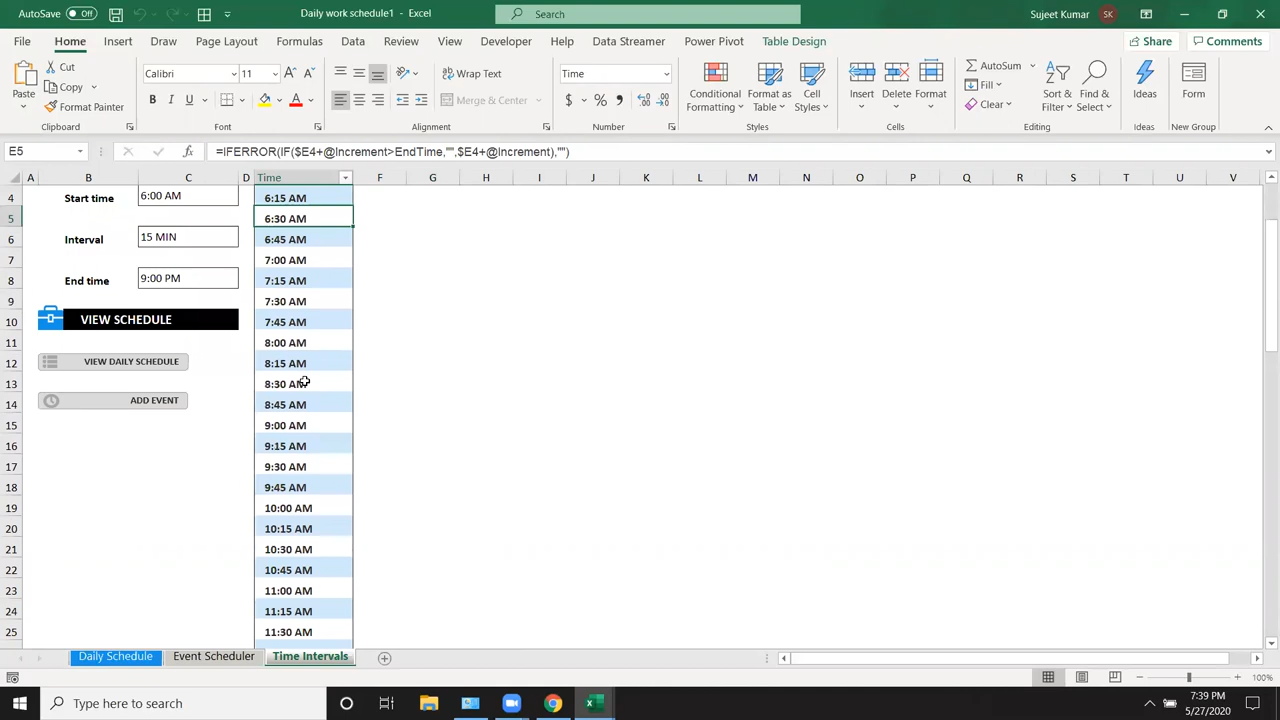 AutoSave Off Daily work schedule1 - Excel Search Sujeet Kumar SK
File Home Insert Draw Page Layout Formulas Data Review View Developer Help Data Streamer Power Pivot Table Design Share Comments
Paste Cut Copy Format Painter Clipboard
Calibri 11 B I U A Font
Wrap Text Merge & Center Alignment
Time $ % , Number
Conditional Formatting Format as Table Cell Styles Styles
Insert Delete Format Cells
AutoSum Fill Clear Sort & Filter Find & Select Editing
Ideas Ideas
Form New Group
E5 fx =IFERROR(IF($E4+@Increment>EndTime,"",$E4+@Increment),"")
A B C D Time F G H I J K L M N O P Q R S T U V
4 Start time 6:00 AM 6:15 AM
5 6:30 AM
6 Interval 15 MIN 6:45 AM
7 7:00 AM
8 End time 9:00 PM 7:15 AM
9 7:30 AM
10 VIEW SCHEDULE 7:45 AM
11 8:00 AM
12 VIEW DAILY SCHEDULE 8:15 AM
13 8:30 AM
14 ADD EVENT 8:45 AM
15 9:00 AM
16 9:15 AM
17 9:30 AM
18 9:45 AM
19 10:00 AM
20 10:15 AM
21 10:30 AM
22 10:45 AM
23 11:00 AM
24 11:15 AM
25 11:30 AM
Daily Schedule Event Scheduler Time Intervals
100%
Type here to search
7:39 PM
5/27/2020